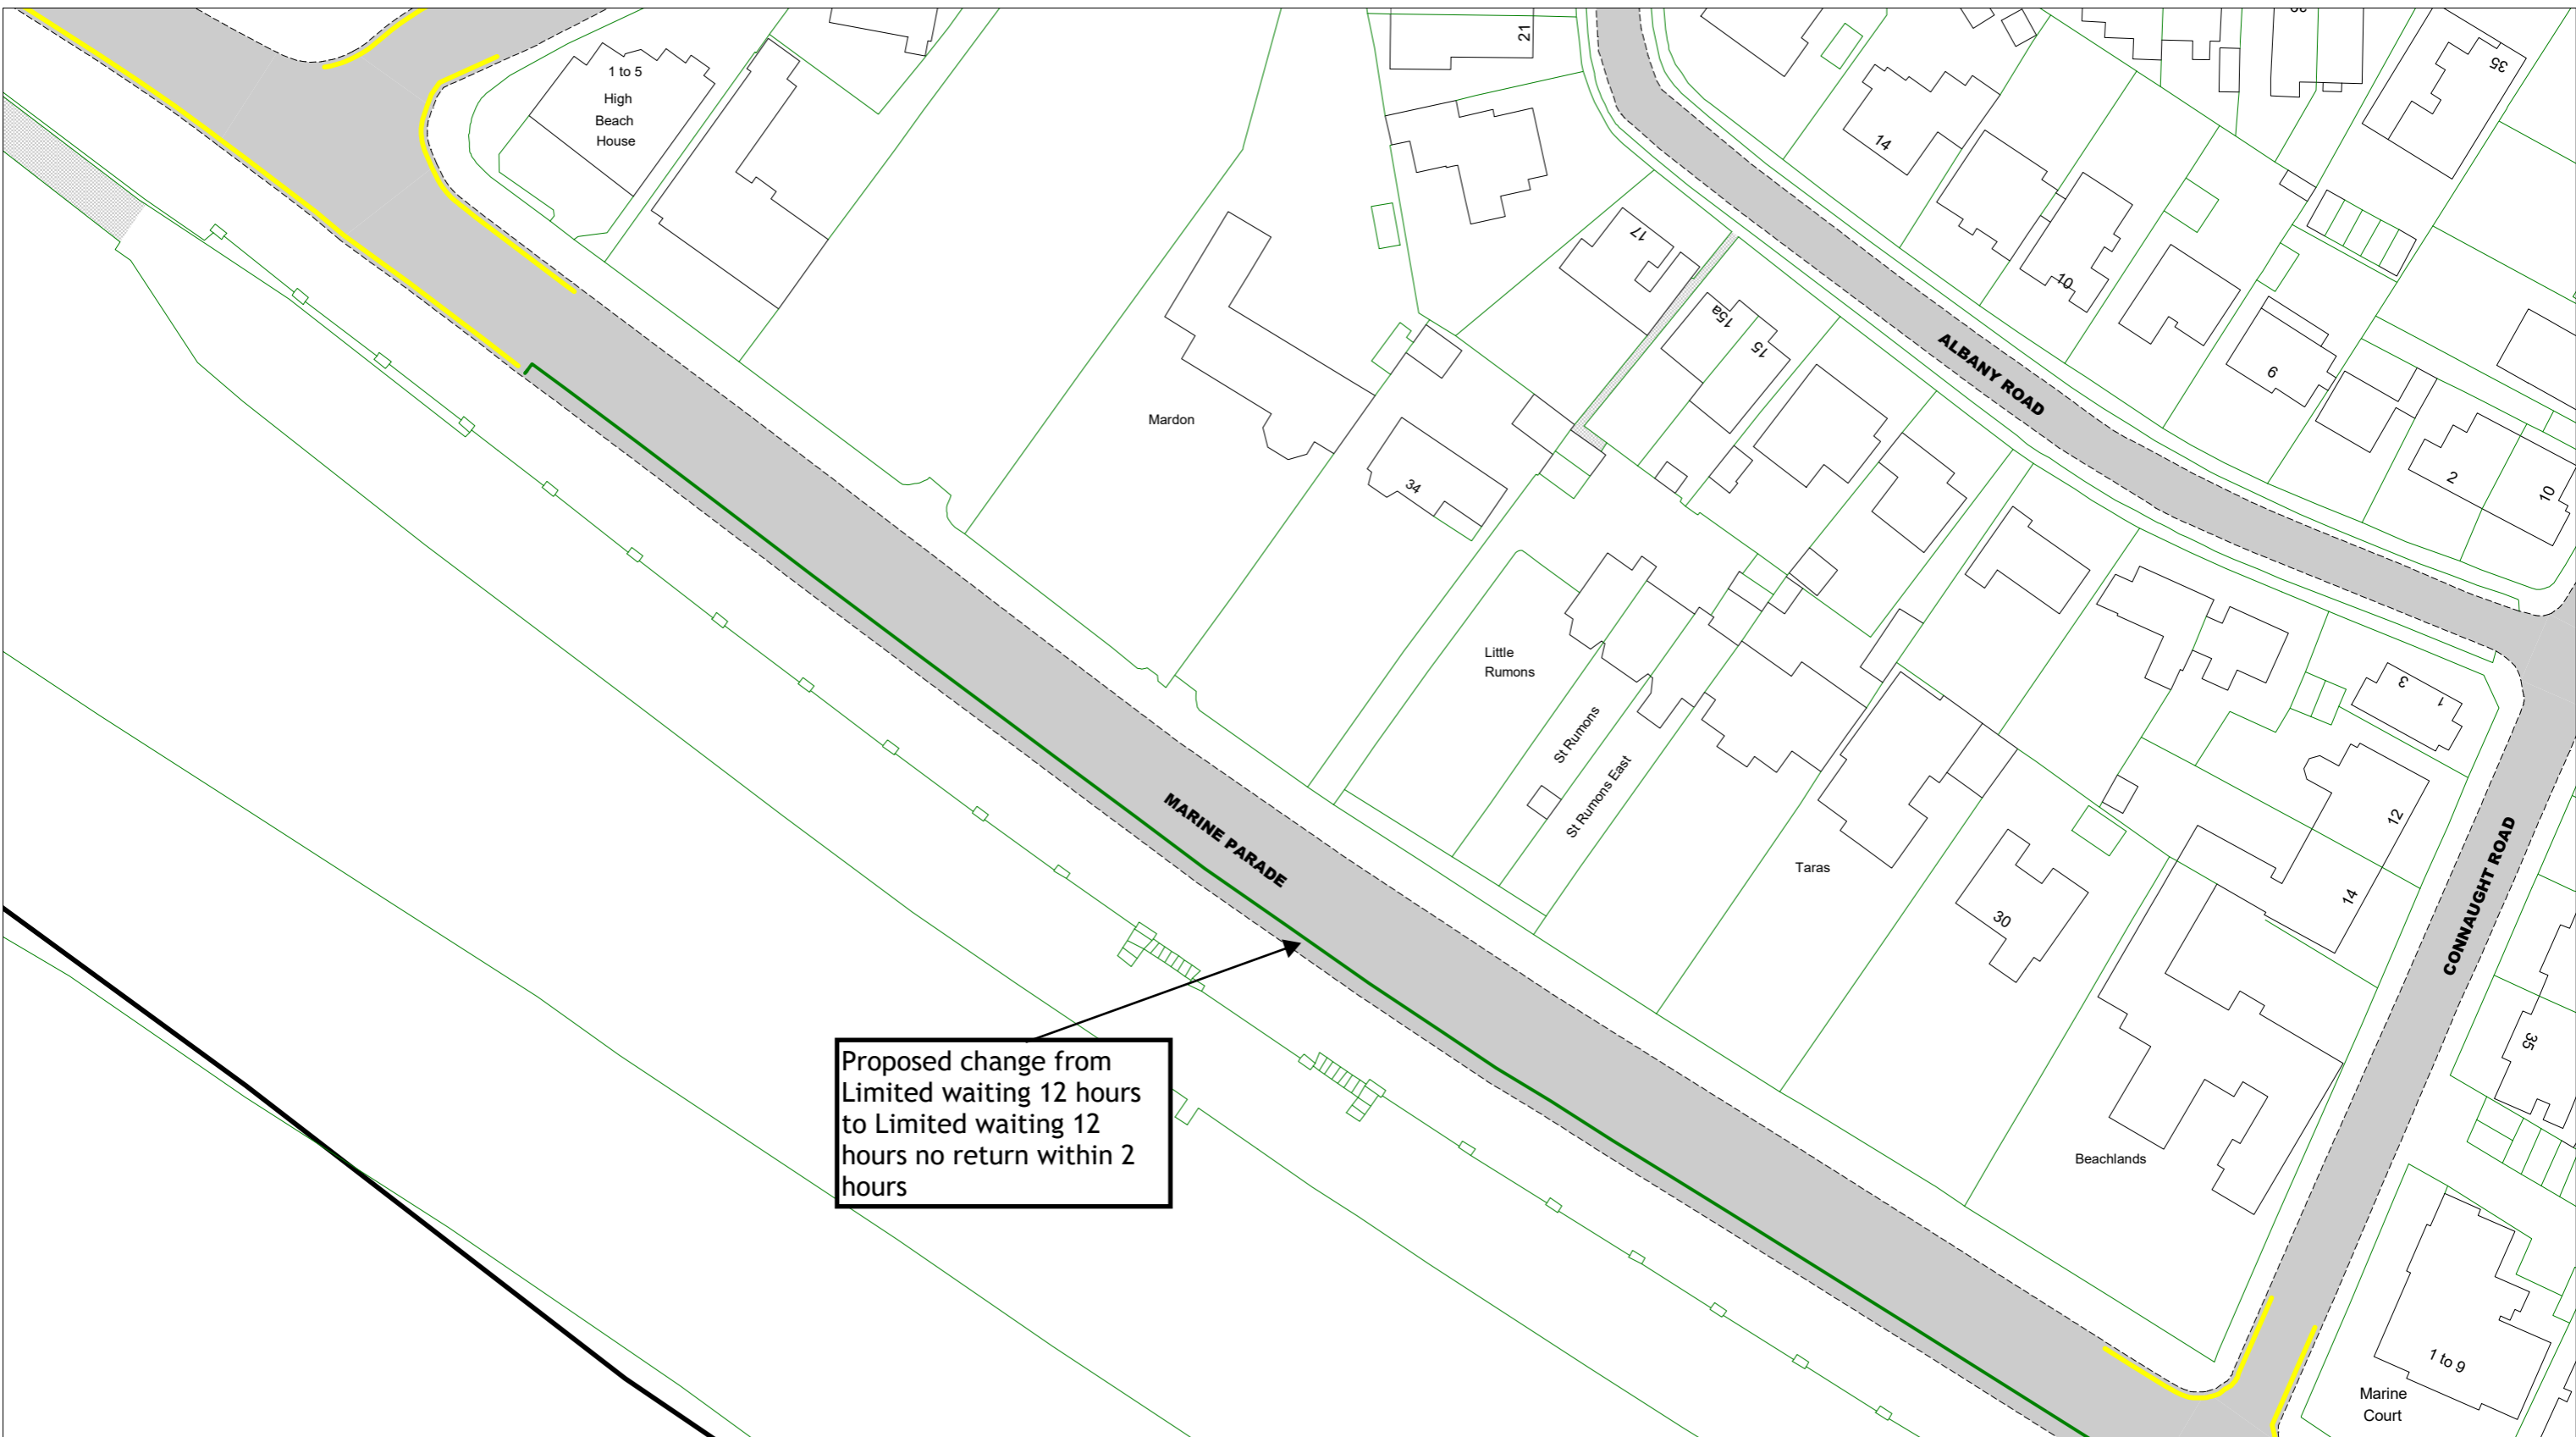 21
35
1 to 5
High
Beach
House
14
17
10
15a
15
ALBANY ROAD
6
Mardon
34
2
10
Little
Rumons
3
1
St Rumons
St Rumons East
MARINE PARADE
12
Taras
14
30
CONNAUGHT ROAD
35
Proposed change from
Limited waiting 12 hours
to Limited waiting 12
hours no return within 2
hours
Beachlands
1 to 9
Marine
Court